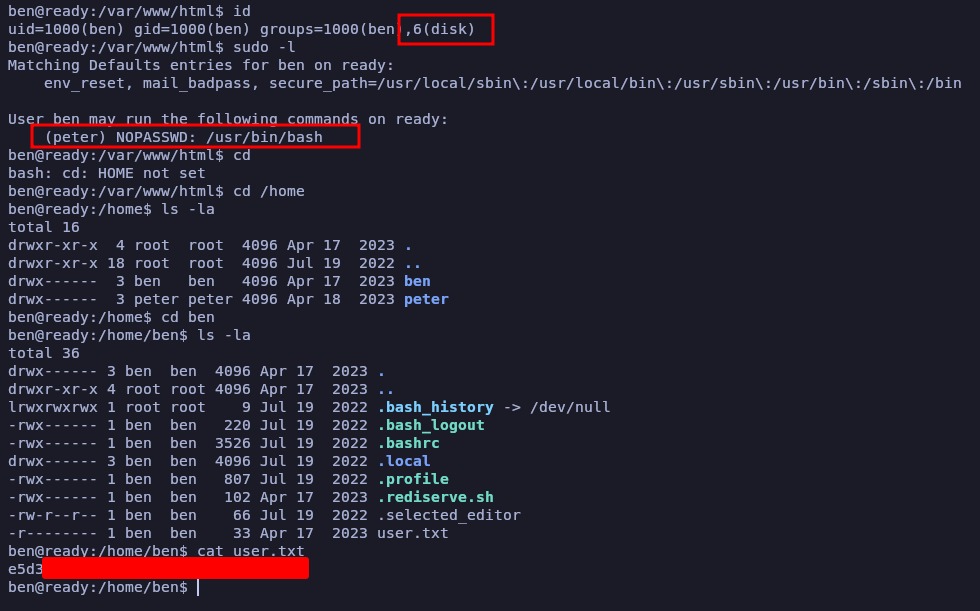 ben@ready:/var/www/html$ id
uid=1000(ben) gid=1000(ben) groups=1000(ben),6(disk)
ben@ready:/var/www/html$ sudo -l
Matching Defaults entries for ben on ready:
    env_reset, mail_badpass, secure_path=/usr/local/sbin\:/usr/local/bin\:/usr/sbin\:/usr/bin\:/sbin\:/bin

User ben may run the following commands on ready:
    (peter) NOPASSWD: /usr/bin/bash
ben@ready:/var/www/html$ cd
bash: cd: HOME not set
ben@ready:/var/www/html$ cd /home
ben@ready:/home$ ls -la
total 16
drwxr-xr-x  4 root  root  4096 Apr 17  2023 .
drwxr-xr-x 18 root  root  4096 Jul 19  2022 ..
drwx------  3 ben   ben   4096 Apr 17  2023 ben
drwx------  3 peter peter 4096 Apr 18  2023 peter
ben@ready:/home$ cd ben
ben@ready:/home/ben$ ls -la
total 36
drwx------ 3 ben  ben  4096 Apr 17  2023 .
drwxr-xr-x 4 root root 4096 Apr 17  2023 ..
lrwxrwxrwx 1 root root    9 Jul 19  2022 .bash_history -> /dev/null
-rwx------ 1 ben  ben   220 Jul 19  2022 .bash_logout
-rwx------ 1 ben  ben  3526 Jul 19  2022 .bashrc
drwx------ 3 ben  ben  4096 Jul 19  2022 .local
-rwx------ 1 ben  ben   807 Jul 19  2022 .profile
-rwx------ 1 ben  ben   102 Apr 17  2023 .rediserve.sh
-rw-r--r-- 1 ben  ben    66 Jul 19  2022 .selected_editor
-r-------- 1 ben  ben    33 Apr 17  2023 user.txt
ben@ready:/home/ben$ cat user.txt
e5d3
ben@ready:/home/ben$